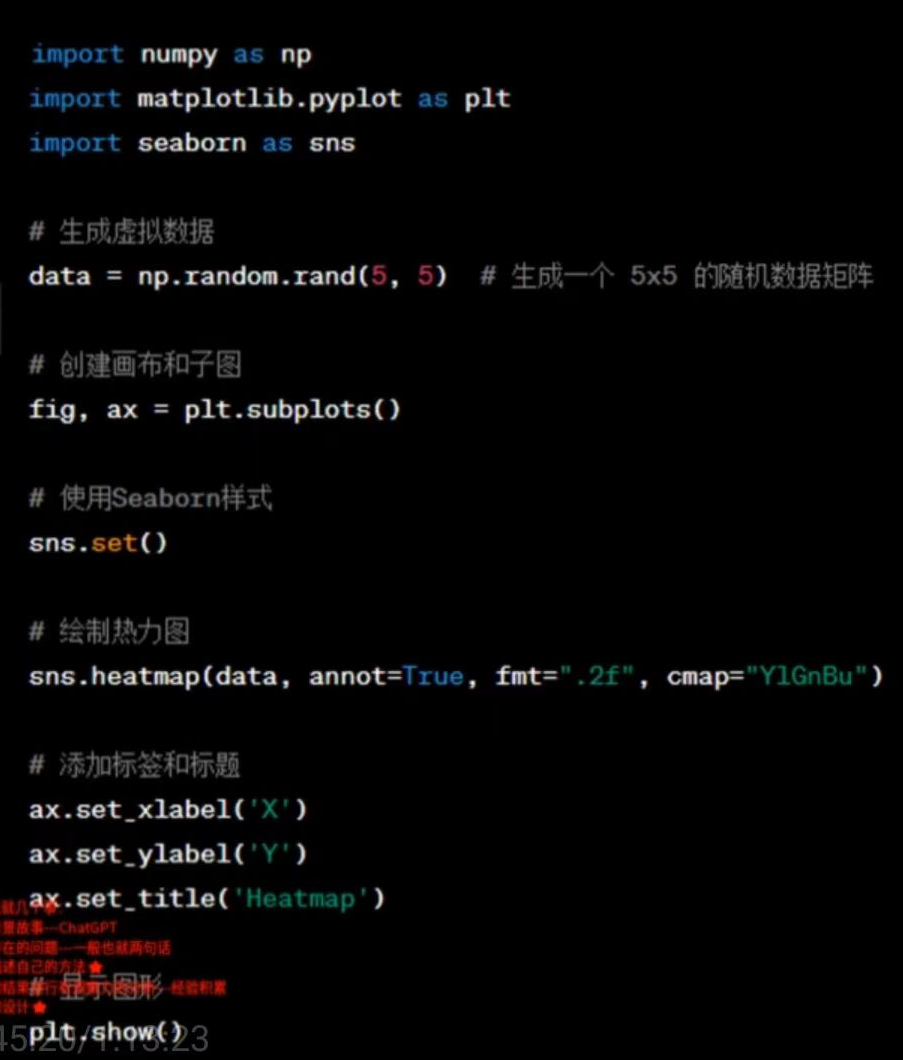 import numpy as np
import matplotlib.pyplot as plt
import seaborn as sns
# 生成虚拟数据
data = np.random.rand(5, 5)  # 生成一个 5x5 的随机数据矩阵
# 创建画布和子图
fig, ax = plt.subplots()
# 使用Seaborn样式
sns.set()
# 绘制热力图
sns.heatmap(data, annot=True, fmt=".2f", cmap="YlGnBu")
# 添加标签和标题
ax.set_xlabel('X')
ax.set_ylabel('Y')
ax.set_title('Heatmap')
就几个事
景故事---ChatGPT
在的问题---一般也就两句话
述自己的方法★
# 显示图形
结果 行 经验积累
设计★
plt.show()
45:20/1:13:23